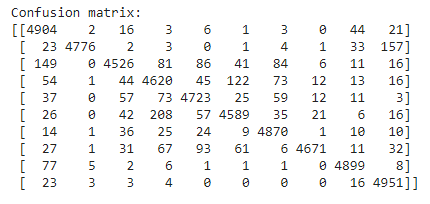 Confusion matrix:
[[4904 2 16 3 6 1 3 0 44 21]
[ 23 4776 2 3 0 1 4 1 33 157]
[ 149 0 4526 81 86 41 84 6 11 16]
[ 54 1 44 4620 45 122 73 12 13 16]
[ 37 0 57 73 4723 25 59 12 11 3]
[ 26 0 42 208 57 4589 35 21 6 16]
[ 14 1 36 25 24 9 4870 1 10 10]
[ 27 1 31 67 93 61 6 4671 11 32]
[ 77 5 2 6 1 1 1 0 4899 8]
[ 23 3 3 4 0 0 0 0 16 4951]]